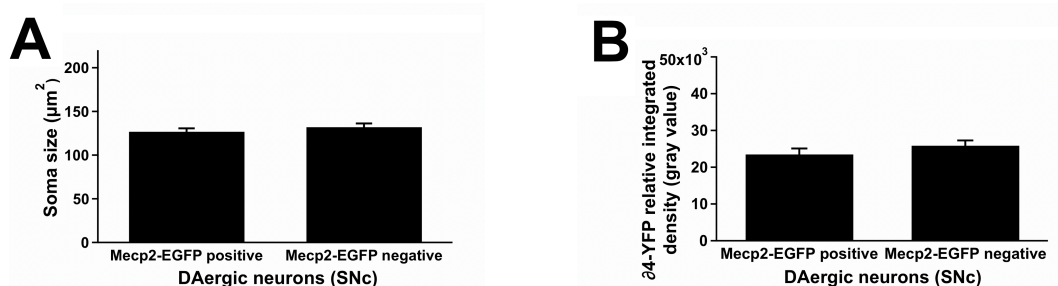 A
Soma size (µm²)
200
150
100
50
0
Mecp2-EGFP positive Mecp2-EGFP negative
DAergic neurons (SNc)
B
∂4-YFP relative integrated
density (gray value)
50x10³
40
30
20
10
0
Mecp2-EGFP positive Mecp2-EGFP negative
DAergic neurons (SNc)